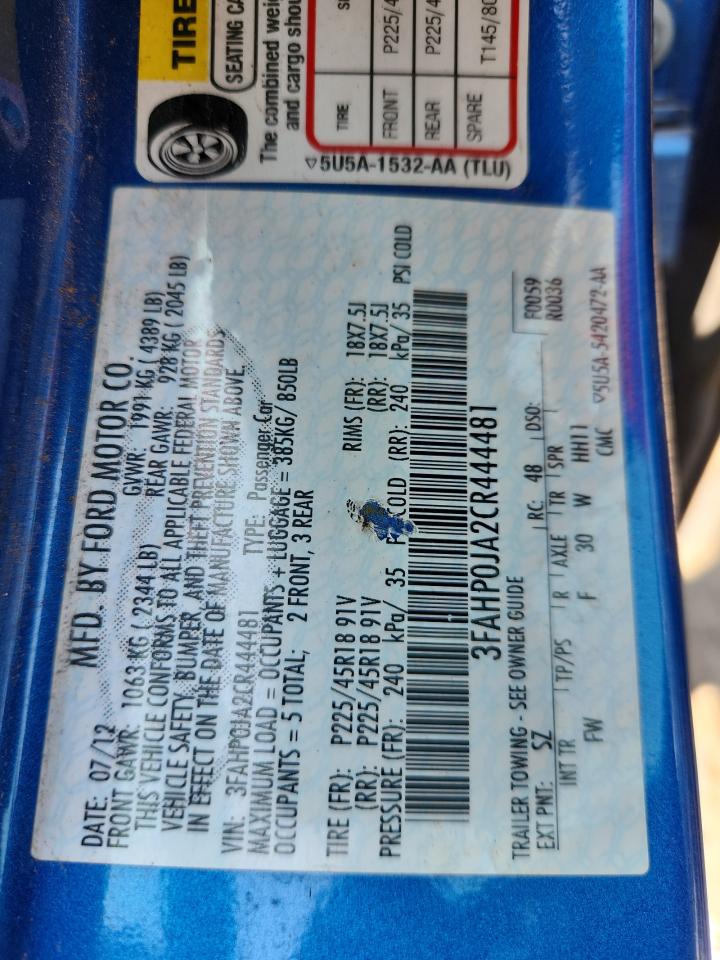 MFD. BY FORD MOTOR CO.
DATE: 07/12 GVWR: 1991 KG ( 4389 LB)
FRONT GAWR: 1063 KG ( 2344 LB) REAR GAWR: 928 KG ( 2045 LB)
THIS VEHICLE CONFORMS TO ALL APPLICABLE FEDERAL MOTOR
VEHICLE SAFETY, BUMPER, AND THEFT PREVENTION STANDARDS
IN EFFECT ON THE DATE OF MANUFACTURE SHOWN ABOVE.
VIN: 3FAHP0JA2CR444481 TYPE: Passenger Car
MAXIMUM LOAD = OCCUPANTS + LUGGAGE = 385KG/ 850LB
OCCUPANTS = 5 TOTAL; 2 FRONT, 3 REAR
TIRE (FR): P225/45R18 91V RIMS (FR): 18X7.5J
(RR): P225/45R18 91V (RR): 18X7.5J
PRESSURE (FR): 240 kPa/ 35 COLD (RR): 240 kPa/ 35 PSI COLD
3FAHP0JA2CR444481
TRAILER TOWING - SEE OWNER GUIDE F0059
R0036
EXT PNT: SZ RC: 48 DSO:
INT TR TP/PS R AXLE TR SPR
FW F 30 W HH11
CMC ▽5U5A-5420472-AA
TIRE
SEATING CA
The combined wei
and cargo shou
TIRE
FRONT P225/4
REAR P225/4
SPARE T145/80
▽5U5A-1532-AA (TLU)